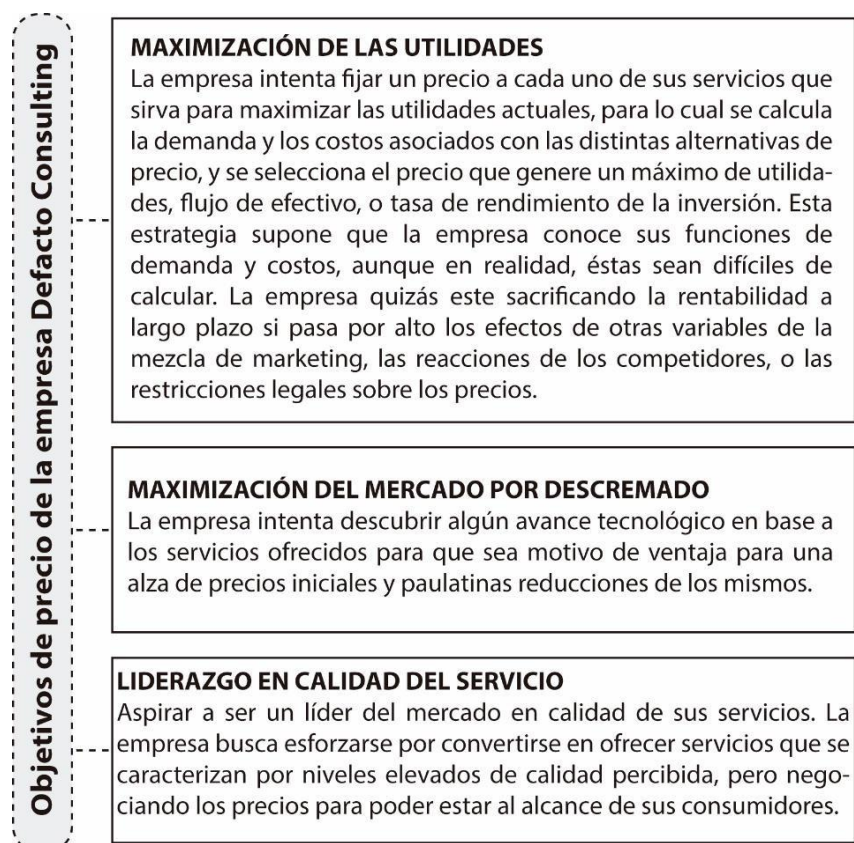 Objetivos de precio de la empresa Defacto Consulting
MAXIMIZACIÓN DE LAS UTILIDADES
La empresa intenta fijar un precio a cada uno de sus servicios que
sirva para maximizar las utilidades actuales, para lo cual se calcula
la demanda y los costos asociados con las distintas alternativas de
precio, y se selecciona el precio que genere un máximo de utilida-
des, flujo de efectivo, o tasa de rendimiento de la inversión. Esta
estrategia supone que la empresa conoce sus funciones de
demanda y costos, aunque en realidad, éstas sean difíciles de
calcular. La empresa quizás este sacrificando la rentabilidad a
largo plazo si pasa por alto los efectos de otras variables de la
mezcla de marketing, las reacciones de los competidores, o las
restricciones legales sobre los precios.
MAXIMIZACIÓN DEL MERCADO POR DESCREMADO
La empresa intenta descubrir algún avance tecnológico en base a
los servicios ofrecidos para que sea motivo de ventaja para una
alza de precios iniciales y paulatinas reducciones de los mismos.
LIDERAZGO EN CALIDAD DEL SERVICIO
Aspirar a ser un líder del mercado en calidad de sus servicios. La
empresa busca esforzarse por convertirse en ofrecer servicios que se
caracterizan por niveles elevados de calidad percibida, pero nego-
ciando los precios para poder estar al alcance de sus consumidores.